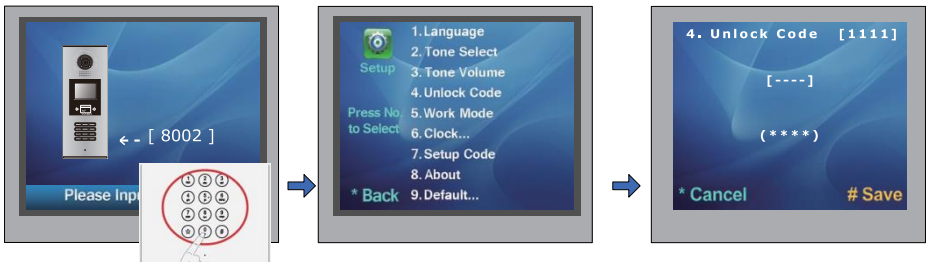 [ 8002 ]
Please
Setup
Press No.
to Select
* Back
1. Language
2. Tone Select
3. Tone Volume
4. Unlock Code
5. Work Mode
6. Clock...
7. Setup Code
8. About
9. Default...
4. Unlock Code [1111]
[----]
(****)
* Cancel
# Save